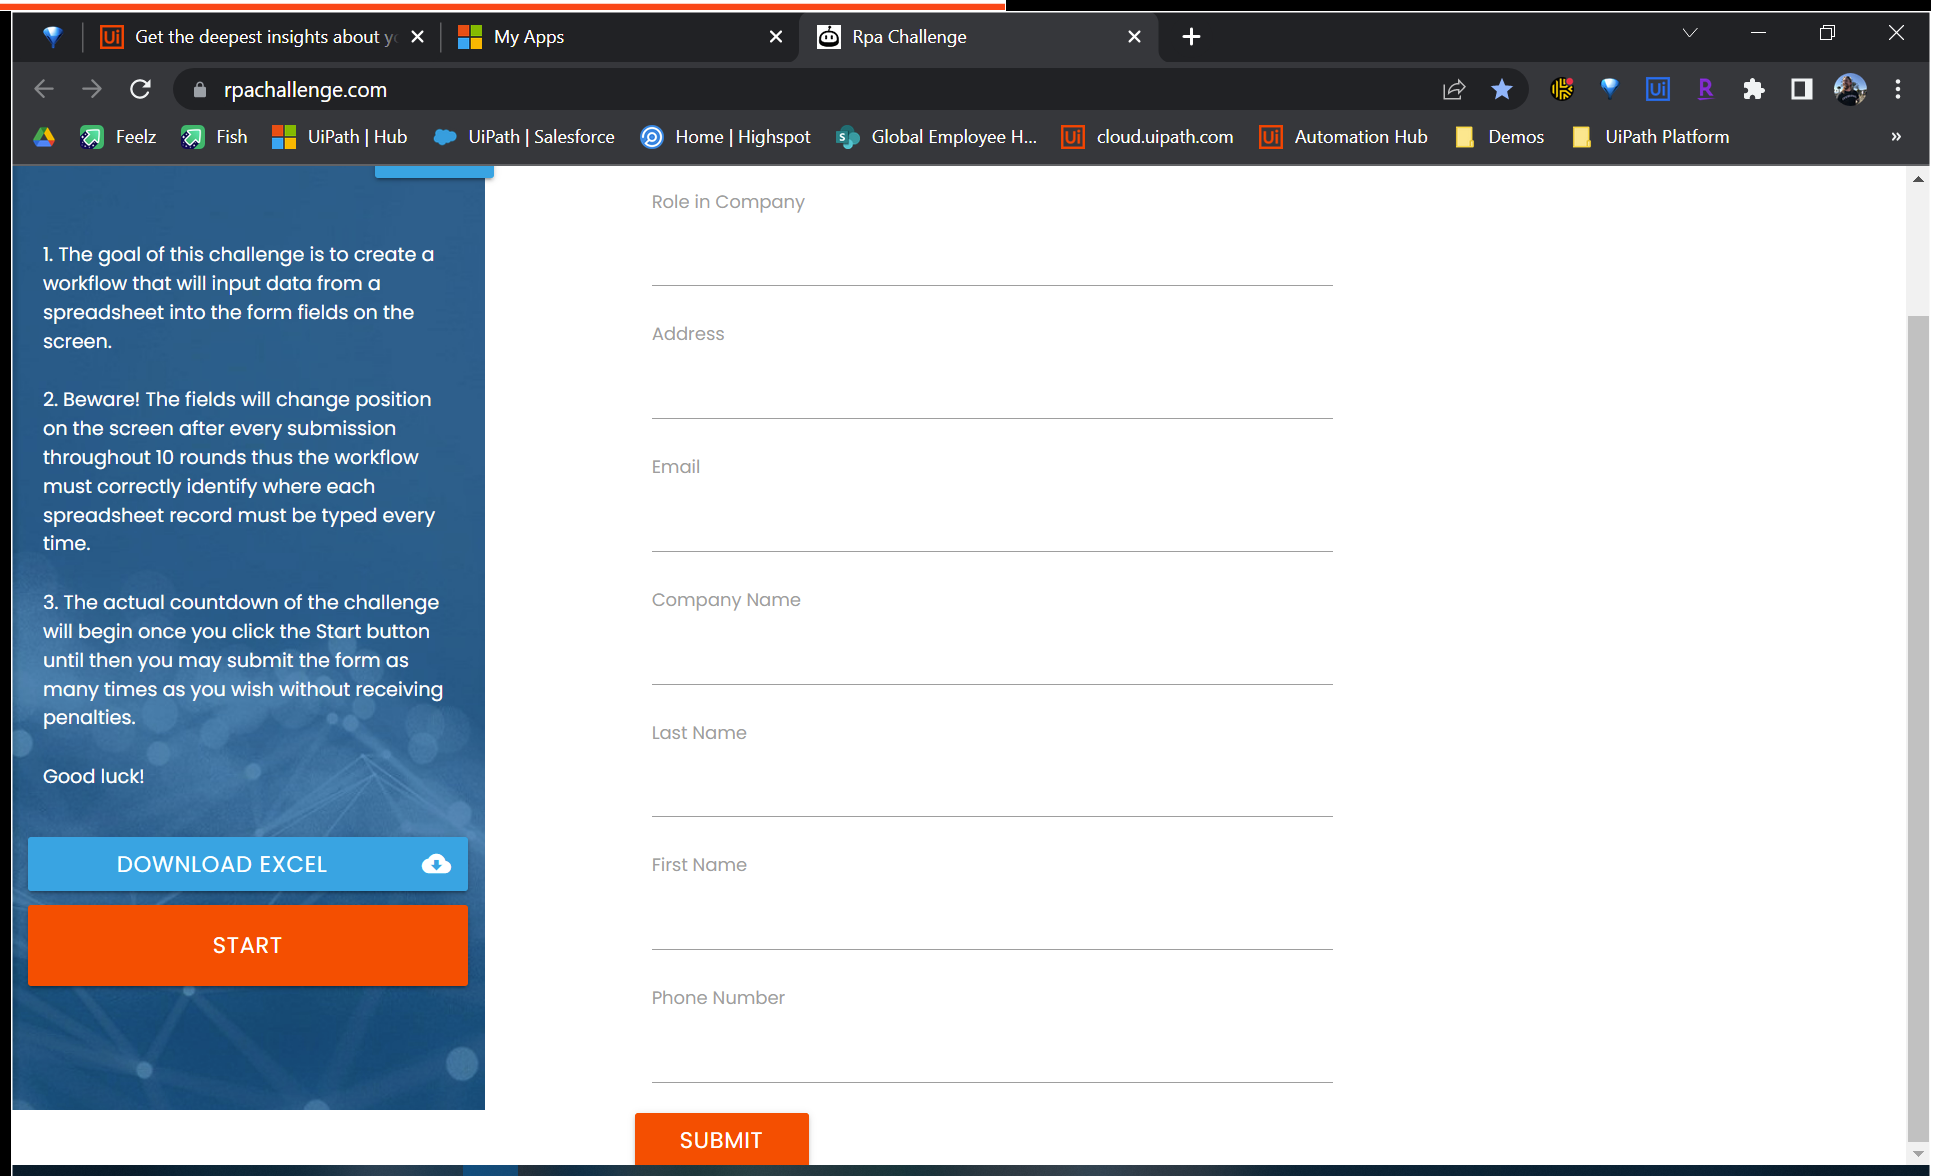 Get the deepest insights about y
My Apps
Rpa Challenge
rpachallenge.com
Feelz
Fish
UiPath | Hub
UiPath | Salesforce
Home | Highspot
Global Employee H...
cloud.uipath.com
Automation Hub
Demos
UiPath Platform
»
1. The goal of this challenge is to create a
workflow that will input data from a
spreadsheet into the form fields on the
screen.
2. Beware! The fields will change position
on the screen after every submission
throughout 10 rounds thus the workflow
must correctly identify where each
spreadsheet record must be typed every
time.
3. The actual countdown of the challenge
will begin once you click the Start button
until then you may submit the form as
many times as you wish without receiving
penalties.
Good luck!
DOWNLOAD EXCEL
START
Role in Company
Address
Email
Company Name
Last Name
First Name
Phone Number
SUBMIT